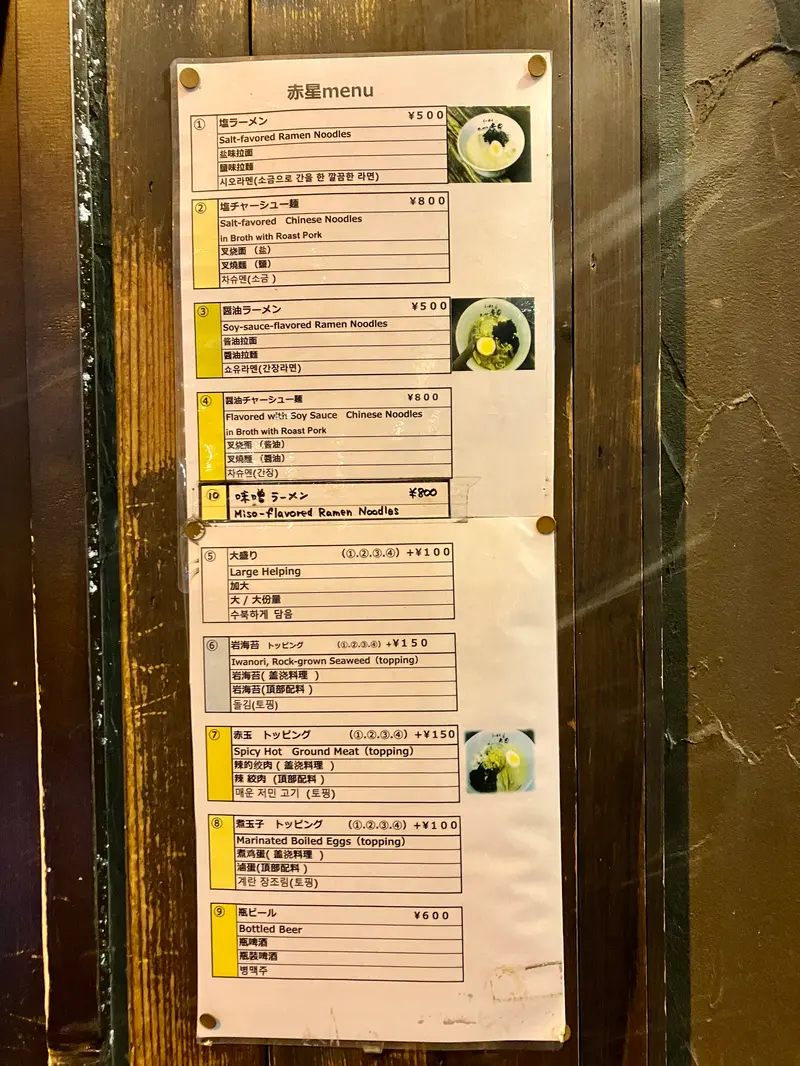 赤星menu
① 塩ラーメン ¥500
Salt-favored Ramen Noodles
盐味拉面
鹽味拉麵
시오라멘(소금으로 간을 한 깔끔한 라면)
② 塩チャーシュー麺 ¥800
Salt-favored Chinese Noodles
in Broth with Roast Pork
叉烧面 （盐）
叉燒麵 （鹽）
차슈멘(소금 )
③ 醤油ラーメン ¥500
Soy-sauce-flavored Ramen Noodles
酱油拉面
醬油拉麵
쇼유라멘(간장라면)
④ 醤油チャーシュー麺 ¥800
Flavored with Soy Sauce Chinese Noodles
in Broth with Roast Pork
叉烧面 （酱油）
叉燒麵 （醬油）
차슈멘(간장)
⑩ 味噌ラーメン ¥800
Miso-flavored Ramen Noodles
⑤ 大盛り （①.②.③.④）+¥100
Large Helping
加大
大 / 大份量
수북하게 담음
⑥ 岩海苔 トッピング （①.②.③.④）+¥150
Iwanori, Rock-grown Seaweed（topping）
岩海苔( 盖浇料理 )
岩海苔(頂部配料 )
돌김(토핑)
⑦ 赤玉 トッピング （①.②.③.④）+¥150
Spicy Hot Ground Meat（topping）
辣的绞肉 ( 盖浇料理 )
辣 絞肉 (頂部配料 )
매운 저민 고기 (토핑)
⑧ 煮玉子 トッピング （①.②.③.④）+¥100
Marinated Boiled Eggs（topping）
煮鸡蛋( 盖浇料理 )
滷蛋(頂部配料 )
계란 장조림(토핑)
⑨ 瓶ビール ¥600
Bottled Beer
瓶啤酒
瓶裝啤酒
병맥주